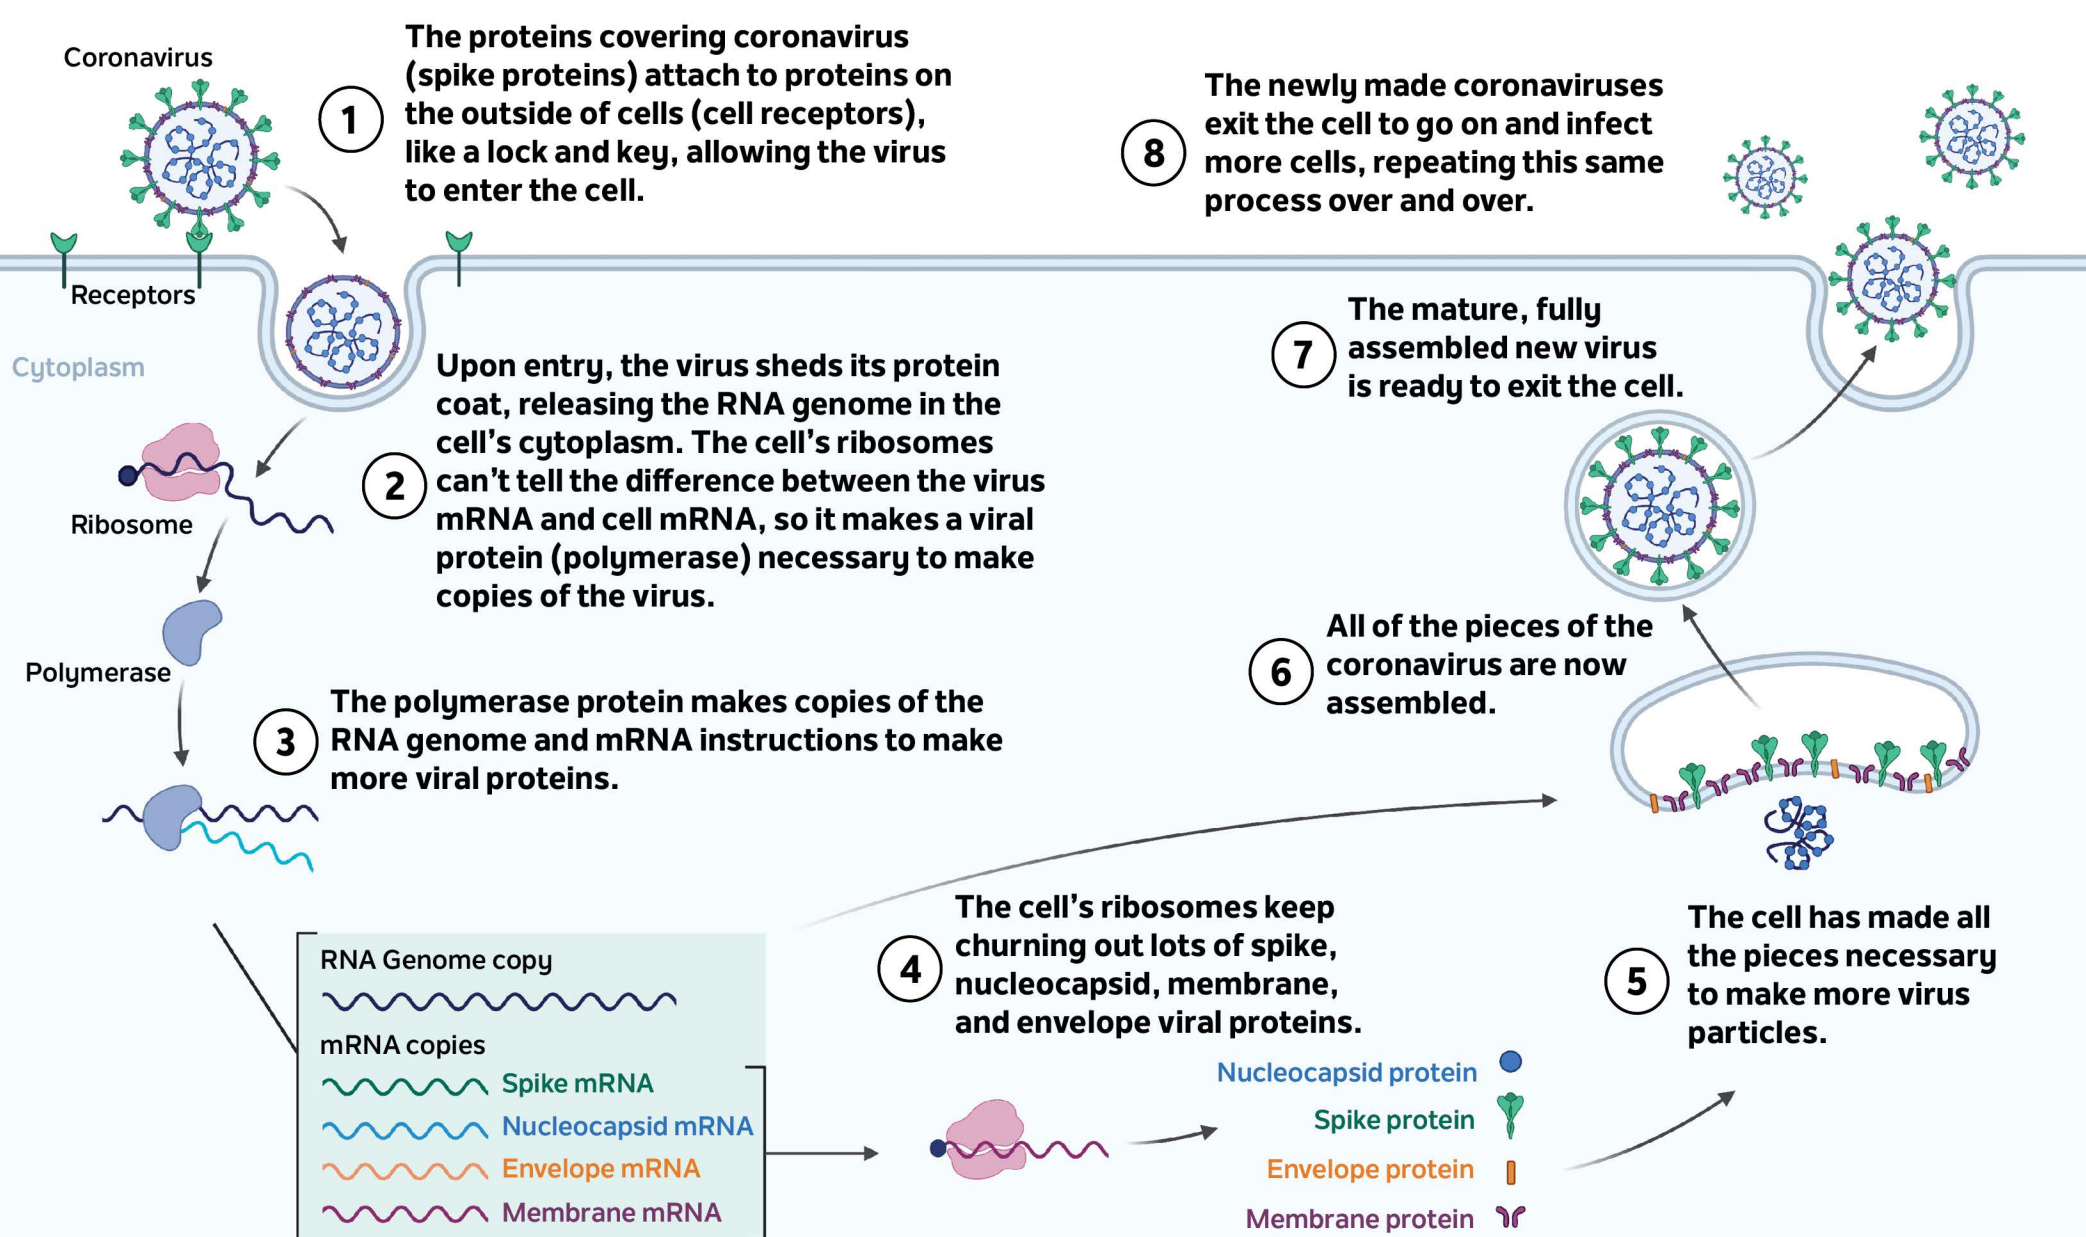 Coronavirus
1
The proteins covering coronavirus
(spike proteins) attach to proteins on
the outside of cells (cell receptors),
like a lock and key, allowing the virus
to enter the cell.
Receptors
Cytoplasm
2
Upon entry, the virus sheds its protein
coat, releasing the RNA genome in the
cell's cytoplasm. The cell's ribosomes
can't tell the difference between the virus
mRNA and cell mRNA, so it makes a viral
protein (polymerase) necessary to make
copies of the virus.
Ribosome
Polymerase
3
The polymerase protein makes copies of the
RNA genome and mRNA instructions to make
more viral proteins.
RNA Genome copy
mRNA copies
Spike mRNA
Nucleocapsid mRNA
Envelope mRNA
Membrane mRNA
4
The cell's ribosomes keep
churning out lots of spike,
nucleocapsid, membrane,
and envelope viral proteins.
Nucleocapsid protein
Spike protein
Envelope protein
Membrane protein
5
The cell has made all
the pieces necessary
to make more virus
particles.
6
All of the pieces of the
coronavirus are now
assembled.
7
The mature, fully
assembled new virus
is ready to exit the cell.
8
The newly made coronaviruses
exit the cell to go on and infect
more cells, repeating this same
process over and over.